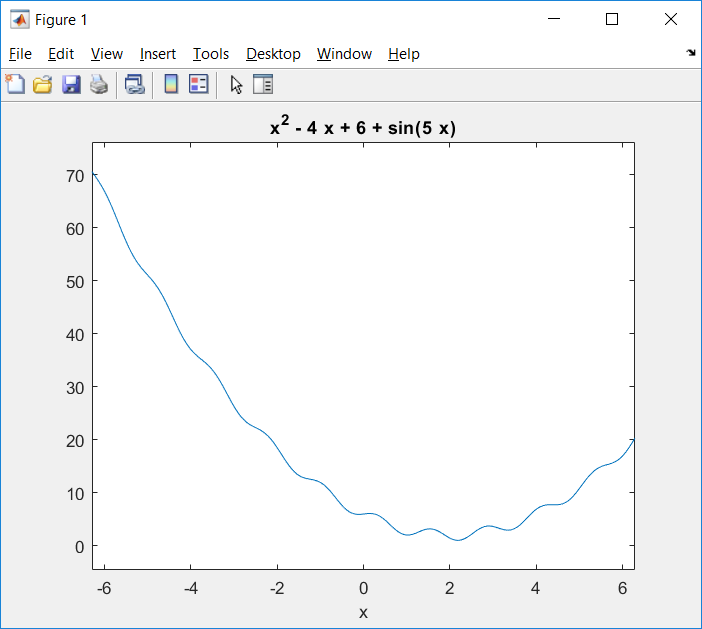 Figure 1
File Edit View Insert Tools Desktop Window Help
x² - 4 x + 6 + sin(5 x)
70
60
50
40
30
20
10
0
-6 -4 -2 0 2 4 6
x